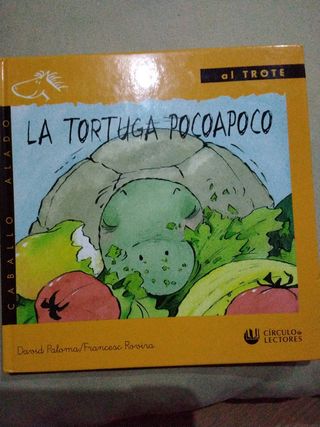 al TROTE
LA TORTUGA POCOAPOCO
CABALLO ALADO
David Paloma/Francesc Rovira
CÍRCULO de
LECTORES